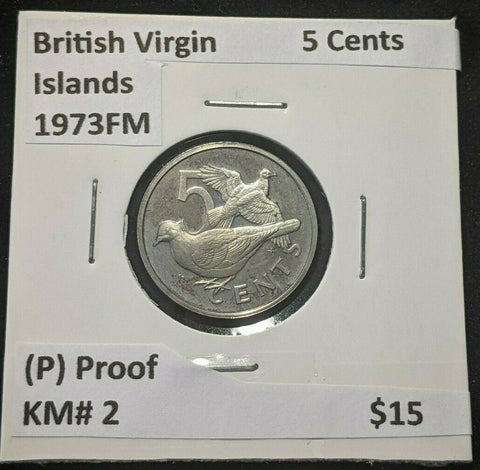 British Virgin 5 Cents
Islands
1973FM
5
CENTS
(P) Proof
KM# 2 $15